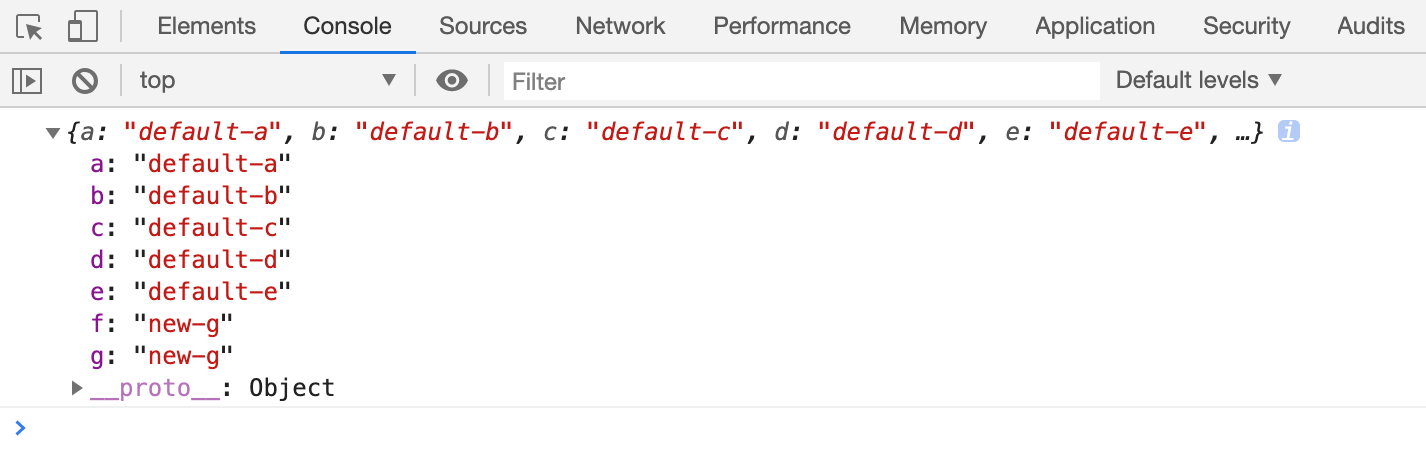 Elements Console Sources Network Performance Memory Application Security Audits
top Filter Default levels
{a: "default-a", b: "default-b", c: "default-c", d: "default-d", e: "default-e", …} i
a: "default-a"
b: "default-b"
c: "default-c"
d: "default-d"
e: "default-e"
f: "new-g"
g: "new-g"
__proto__: Object